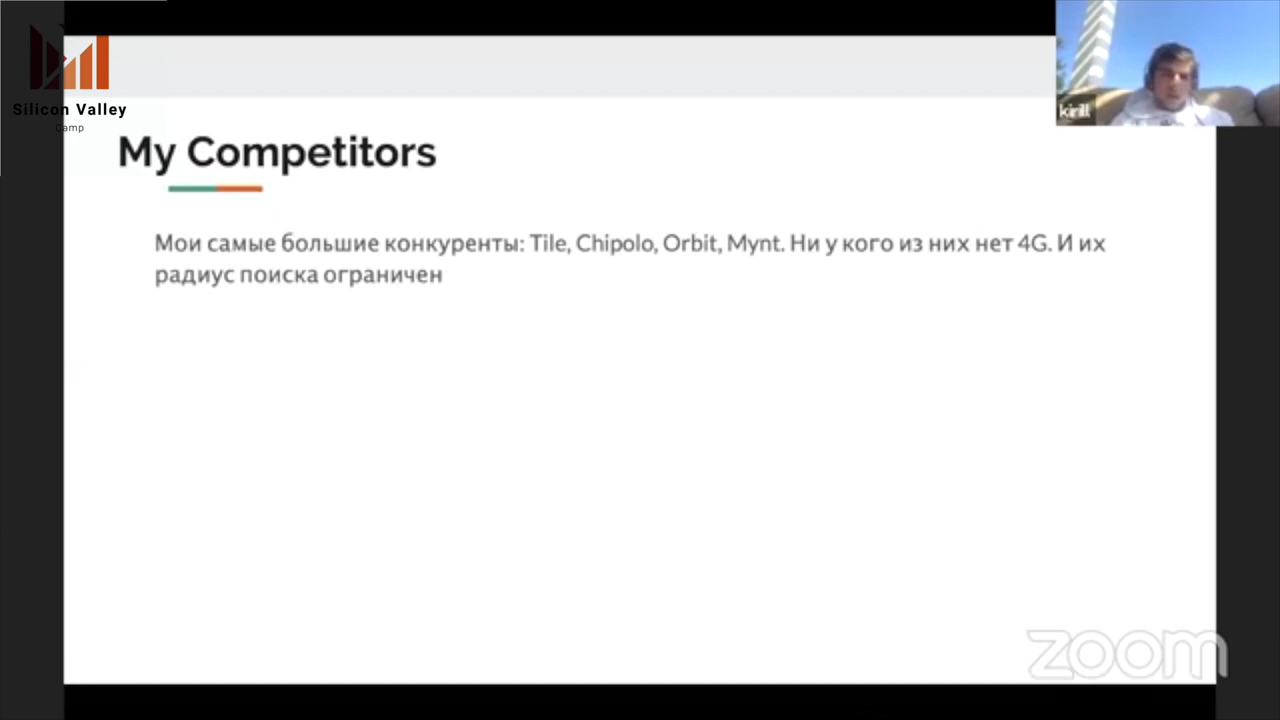 Silicon Valley
Camp
kirill
My Competitors
Мои самые большие конкуренты: Tile, Chipolo, Orbit, Mynt. Ни у кого из них нет 4G. И их
радиус поиска ограничен
zoom